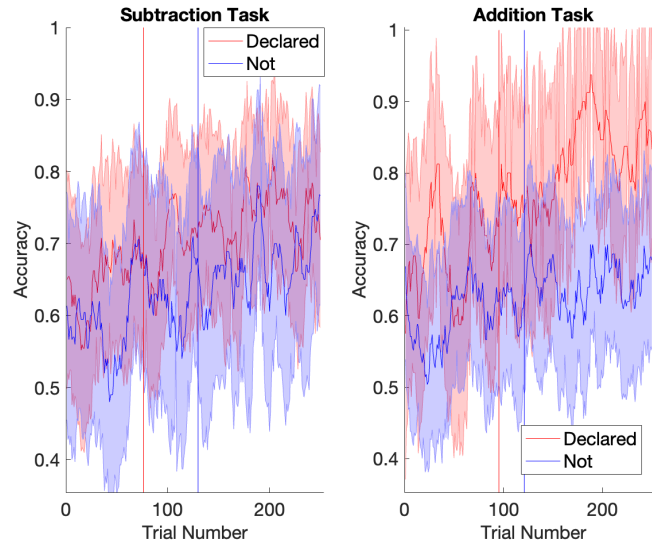 Subtraction Task
Addition Task
Declared
Not
Accuracy
1
0.9
0.8
0.7
0.6
0.5
0.4
0
100
200
Trial Number
Accuracy
1
0.9
0.8
0.7
0.6
0.5
0.4
Declared
Not
0
100
200
Trial Number